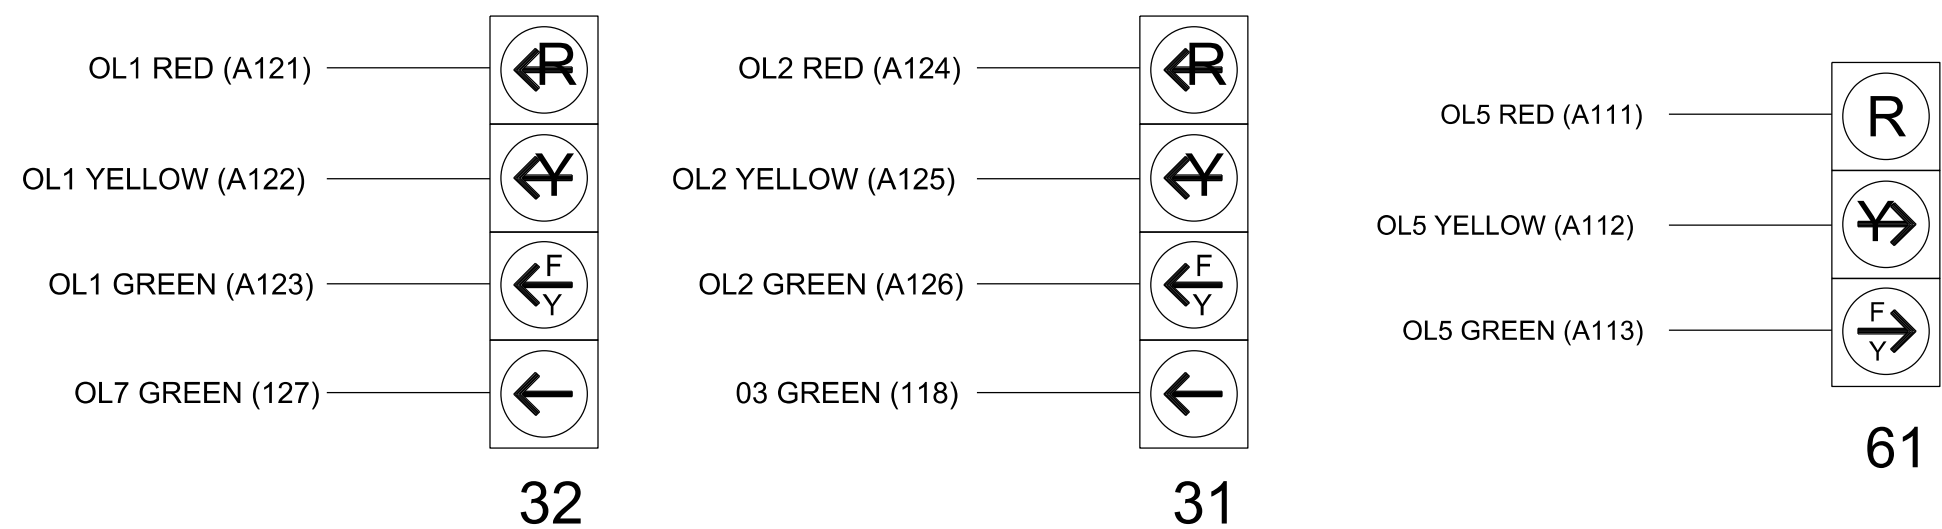 OL1 RED (A121)
R
OL1 YELLOW (A122)
Y
OL1 GREEN (A123)
F
Y
OL7 GREEN (127)
32
OL2 RED (A124)
R
OL2 YELLOW (A125)
Y
OL2 GREEN (A126)
F
Y
03 GREEN (118)
31
OL5 RED (A111)
R
OL5 YELLOW (A112)
Y
OL5 GREEN (A113)
F
Y
61